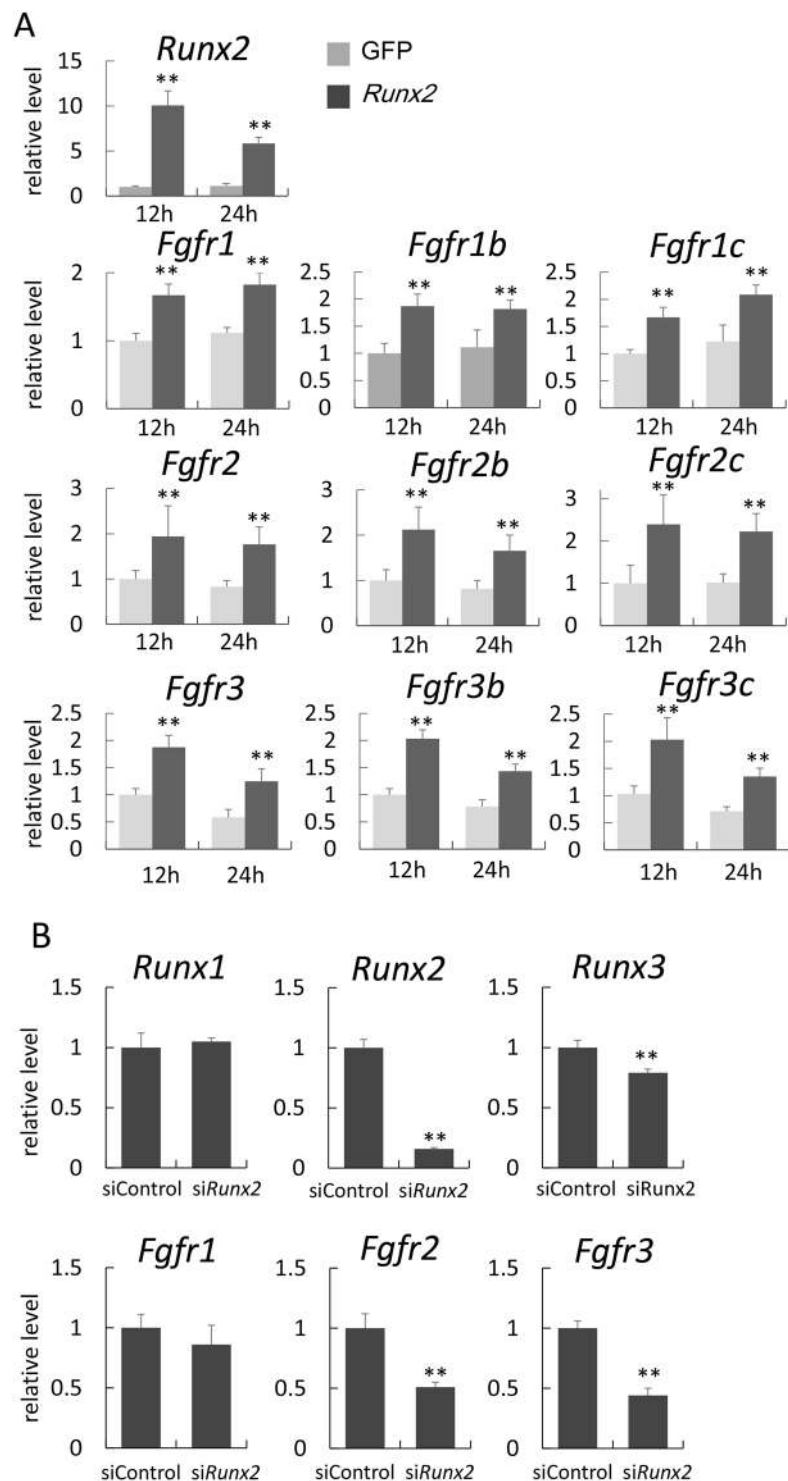 A
Runx2
GFP
Runx2
relative level
15
10
5
0
** **
12h 24h
Fgfr1 Fgfr1b Fgfr1c
relative level
2
1
0
** **
12h 24h
2.5
2
1.5
1
0.5
0
** **
12h 24h
2.5
2
1.5
1
0.5
0
** **
12h 24h
Fgfr2 Fgfr2b Fgfr2c
relative level
3
2
1
0
** **
12h 24h
3
2
1
0
** **
12h 24h
3
2
1
0
** **
12h 24h
Fgfr3 Fgfr3b Fgfr3c
relative level
2.5
2
1.5
1
0.5
0
** **
12h 24h
2.5
2
1.5
1
0.5
0
** **
12h 24h
2.5
2
1.5
1
0.5
0
** **
12h 24h
B
Runx1 Runx2 Runx3
relative level
1.5
1
0.5
0
siControl siRunx2
1.5
1
0.5
0
**
siControl siRunx2
1.5
1
0.5
0
**
siControl siRunx2
Fgfr1 Fgfr2 Fgfr3
relative level
1.5
1
0.5
0
siControl siRunx2
1.5
1
0.5
0
**
siControl siRunx2
1.5
1
0.5
0
**
siControl siRunx2